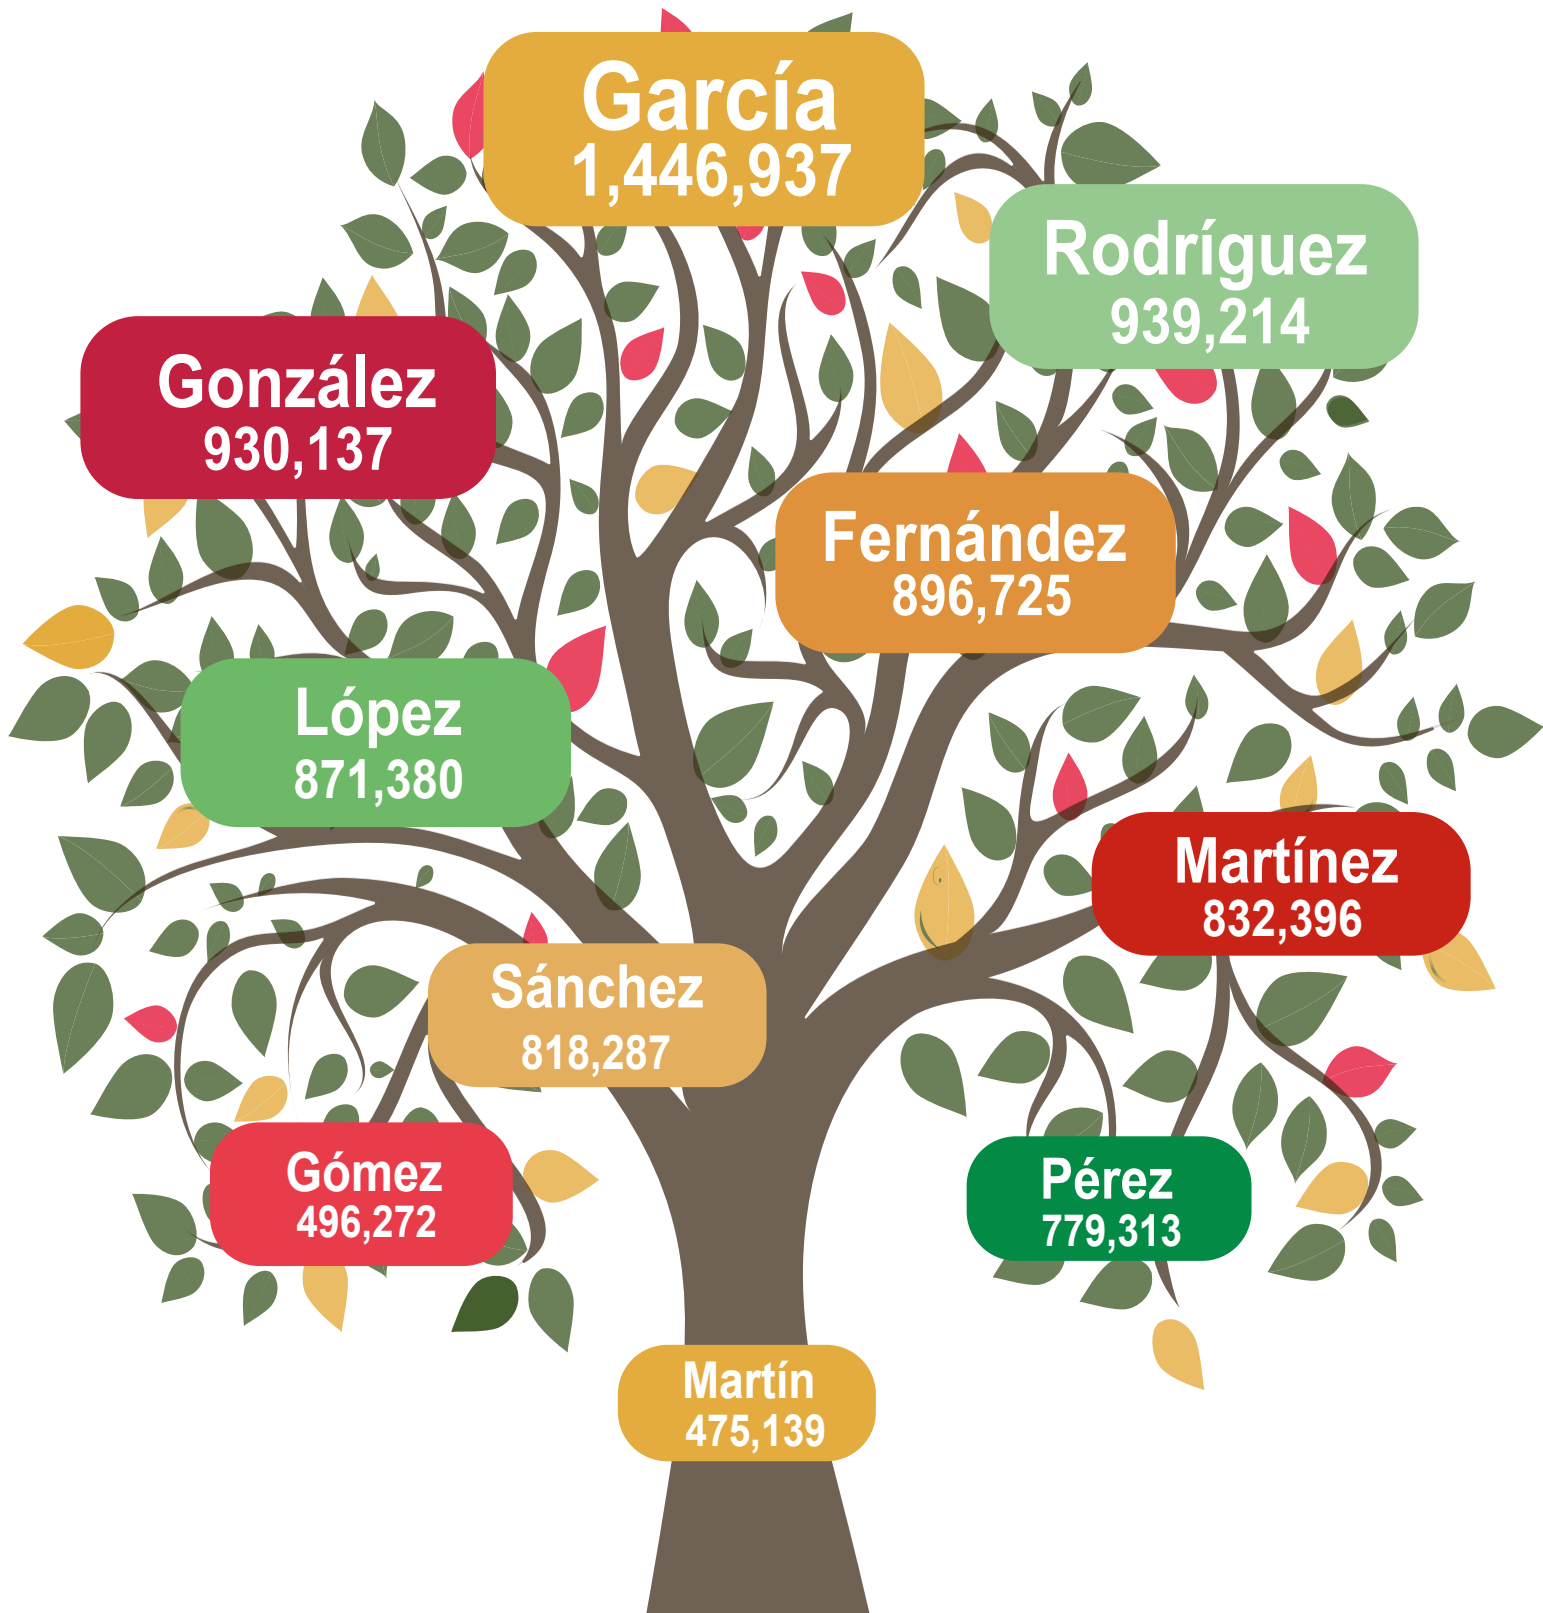 García
1,446,937
Rodríguez
939,214
González
930,137
Fernández
896,725
López
871,380
Martínez
832,396
Sánchez
818,287
Gómez
496,272
Pérez
779,313
Martín
475,139